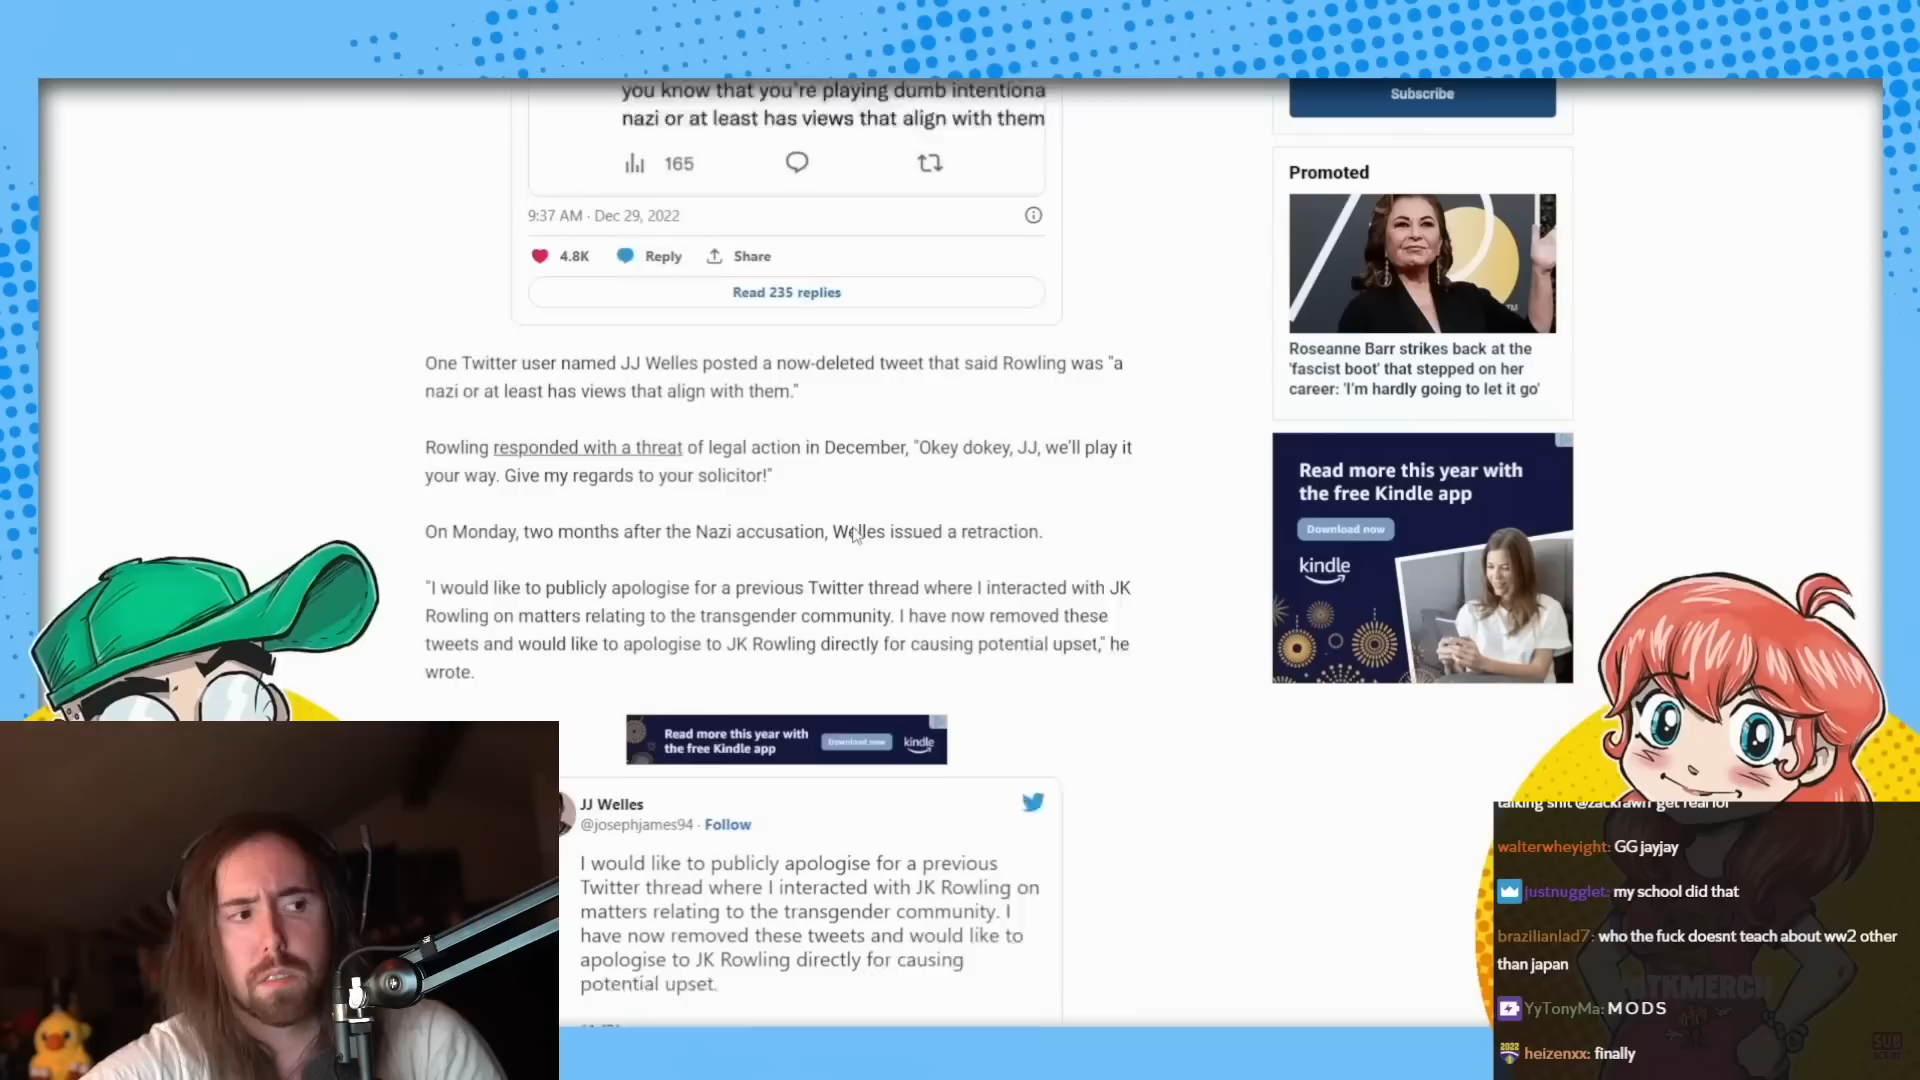 you know that you're playing dumb intentiona
nazi or at least has views that align with them
165
9:37 AM · Dec 29, 2022
4.8K Reply Share
Read 235 replies
One Twitter user named JJ Welles posted a now-deleted tweet that said Rowling was "a
nazi or at least has views that align with them."
Rowling responded with a threat of legal action in December, "Okey dokey, JJ, we'll play it
your way. Give my regards to your solicitor!"
On Monday, two months after the Nazi accusation, Welles issued a retraction.
"I would like to publicly apologise for a previous Twitter thread where I interacted with JK
Rowling on matters relating to the transgender community. I have now removed these
tweets and would like to apologise to JK Rowling directly for causing potential upset," he
wrote.
Read more this year with
the free Kindle app
Download now
kindle
JJ Welles
@josephjames94 · Follow
I would like to publicly apologise for a previous
Twitter thread where I interacted with JK Rowling on
matters relating to the transgender community. I
have now removed these tweets and would like to
apologise to JK Rowling directly for causing
potential upset.
Subscribe
Promoted
TM
Roseanne Barr strikes back at the
'fascist boot' that stepped on her
career: 'I'm hardly going to let it go'
Read more this year with
the free Kindle app
Download now
kindle
talking shit @zackrawrr get real lol
walterwheyight: GG jayjay
justnugglet: my school did that
brazilianlad7: who the fuck doesnt teach about ww2 other
than japan
YyTonyMa: M O D S
2022
heizenxx: finally
SUB